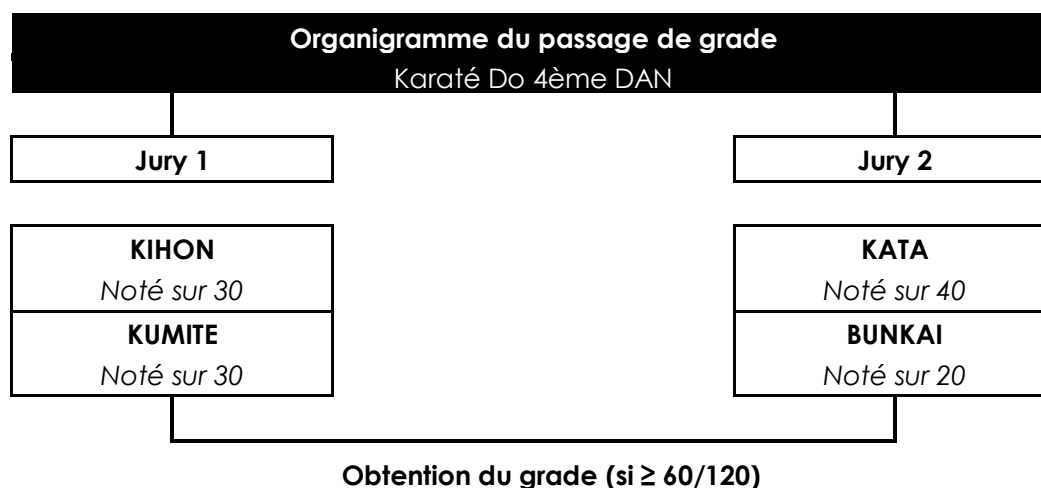 Organigramme du passage de grade
Karaté Do 4ème DAN
Jury 1
Jury 2
KIHON
Noté sur 30
KUMITE
Noté sur 30
KATA
Noté sur 40
BUNKAI
Noté sur 20
Obtention du grade (si ≥ 60/120)